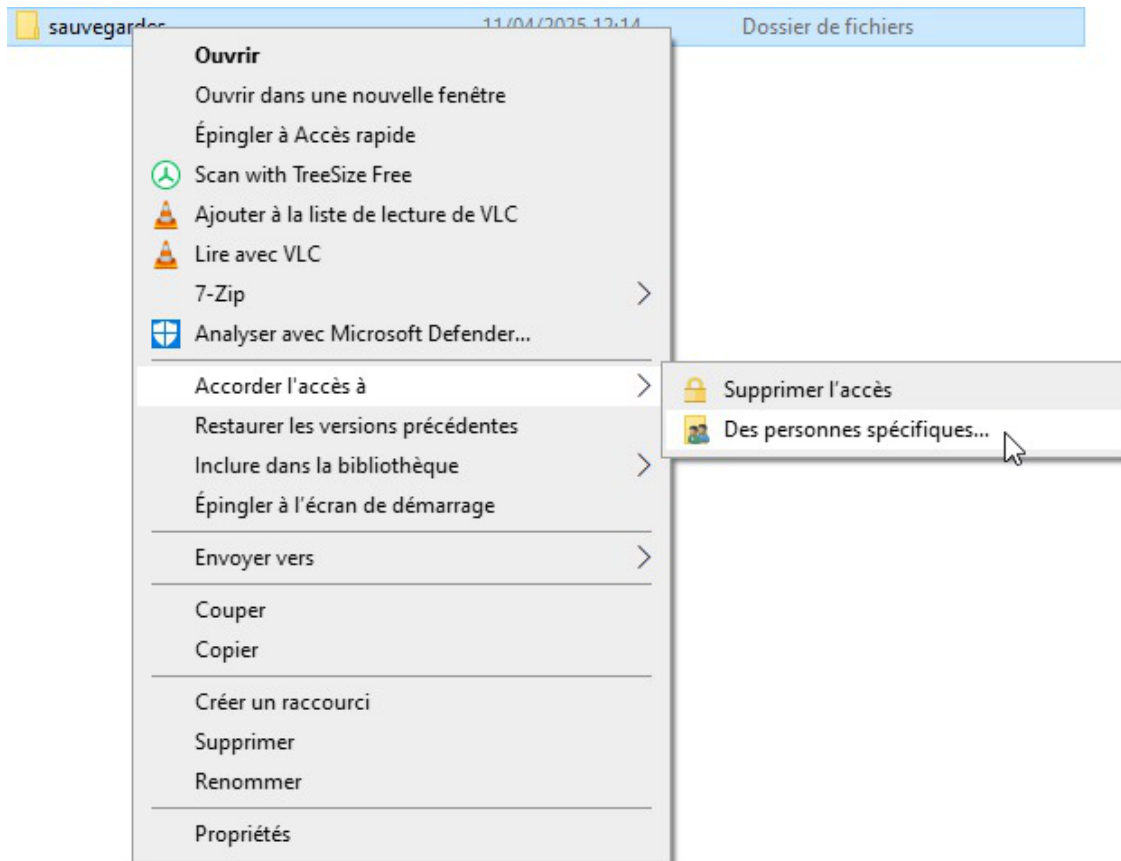 sauvegardes 11/04/2025 12:14 Dossier de fichiers
Ouvrir
Ouvrir dans une nouvelle fenêtre
Épingler à Accès rapide
Scan with TreeSize Free
Ajouter à la liste de lecture de VLC
Lire avec VLC
7-Zip
Analyser avec Microsoft Defender...
Accorder l'accès à
Supprimer l'accès
Des personnes spécifiques...
Restaurer les versions précédentes
Inclure dans la bibliothèque
Épingler à l'écran de démarrage
Envoyer vers
Couper
Copier
Créer un raccourci
Supprimer
Renommer
Propriétés